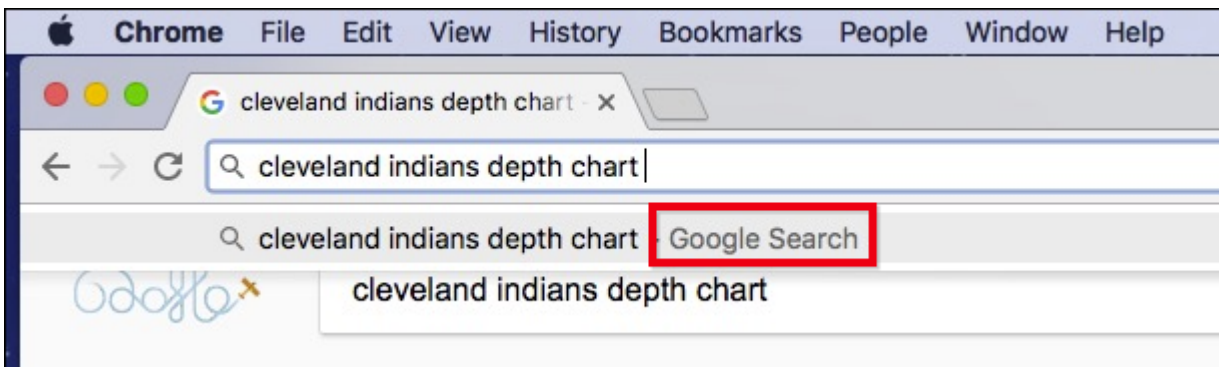 Chrome File Edit View History Bookmarks People Window Help
cleveland indians depth chart -
cleveland indians depth chart
cleveland indians depth chart - Google Search
cleveland indians depth chart